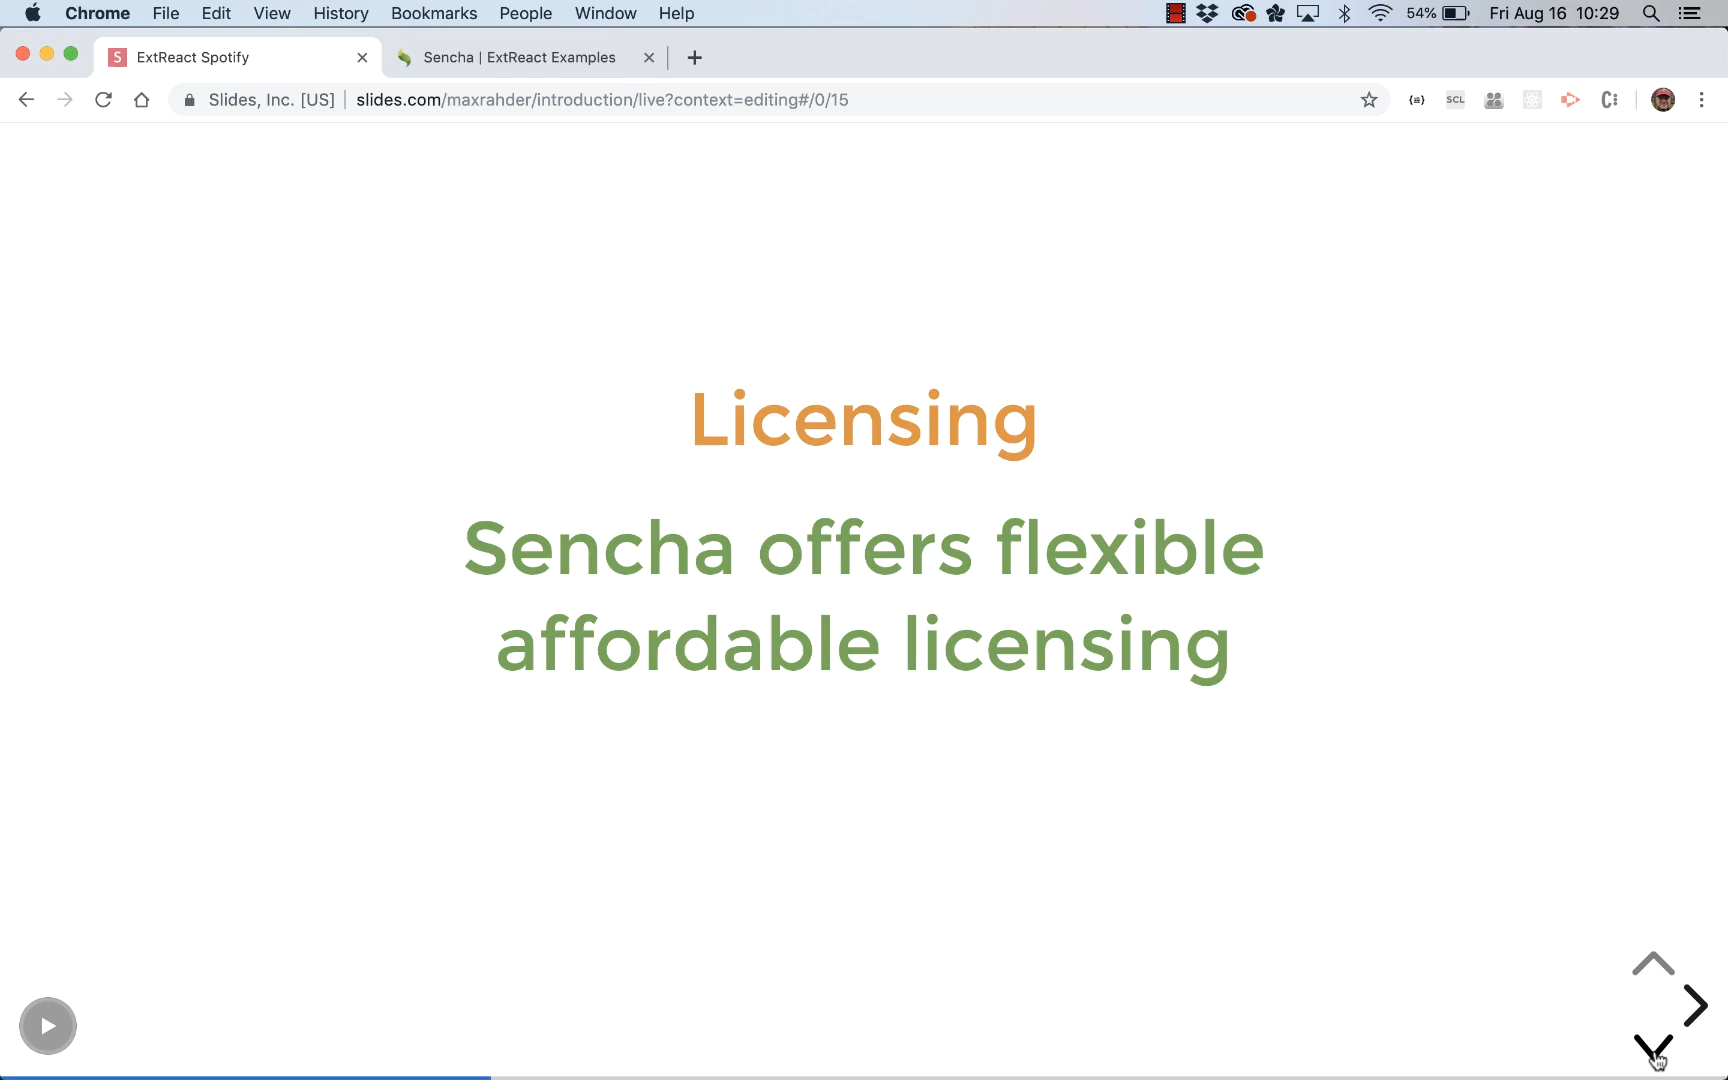 Chrome File Edit View History Bookmarks People Window Help 54% Fri Aug 16 10:29
S ExtReact Spotify Sencha | ExtReact Examples
Slides, Inc. [US] slides.com/maxrahder/introduction/live?context=editing#/0/15 SCL
Licensing
Sencha offers flexible
affordable licensing